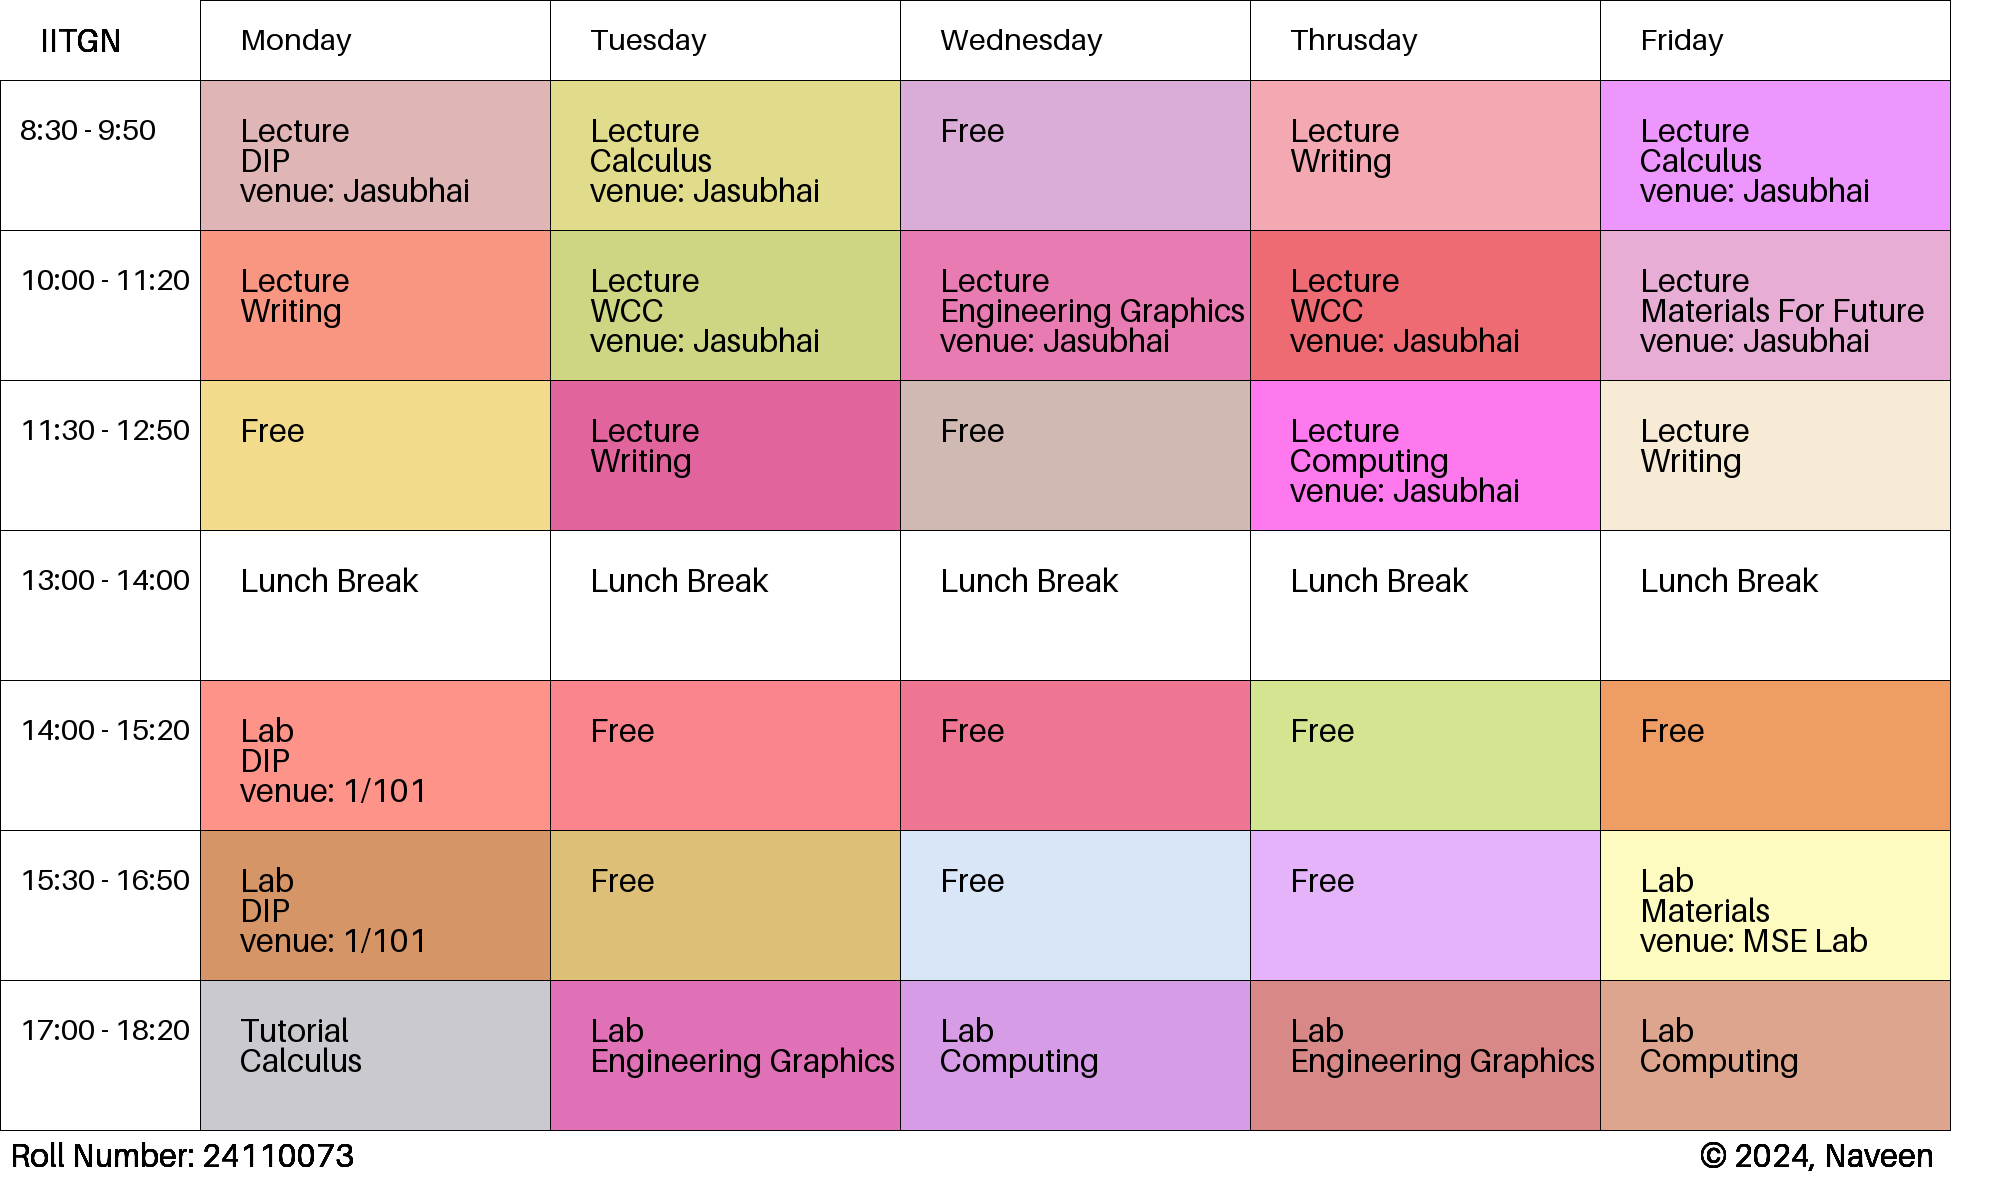 IITGN
Monday
Tuesday
Wednesday
Thrusday
Friday
8:30 - 9:50
Lecture
DIP
venue: Jasubhai
Lecture
Calculus
venue: Jasubhai
Free
Lecture
Writing
Lecture
Calculus
venue: Jasubhai
10:00 - 11:20
Lecture
Writing
Lecture
WCC
venue: Jasubhai
Lecture
Engineering Graphics
venue: Jasubhai
Lecture
WCC
venue: Jasubhai
Lecture
Materials For Future
venue: Jasubhai
11:30 - 12:50
Free
Lecture
Writing
Free
Lecture
Computing
venue: Jasubhai
Lecture
Writing
13:00 - 14:00
Lunch Break
Lunch Break
Lunch Break
Lunch Break
Lunch Break
14:00 - 15:20
Lab
DIP
venue: 1/101
Free
Free
Free
Free
15:30 - 16:50
Lab
DIP
venue: 1/101
Free
Free
Free
Lab
Materials
venue: MSE Lab
17:00 - 18:20
Tutorial
Calculus
Lab
Engineering Graphics
Lab
Computing
Lab
Engineering Graphics
Lab
Computing
Roll Number: 24110073
© 2024, Naveen